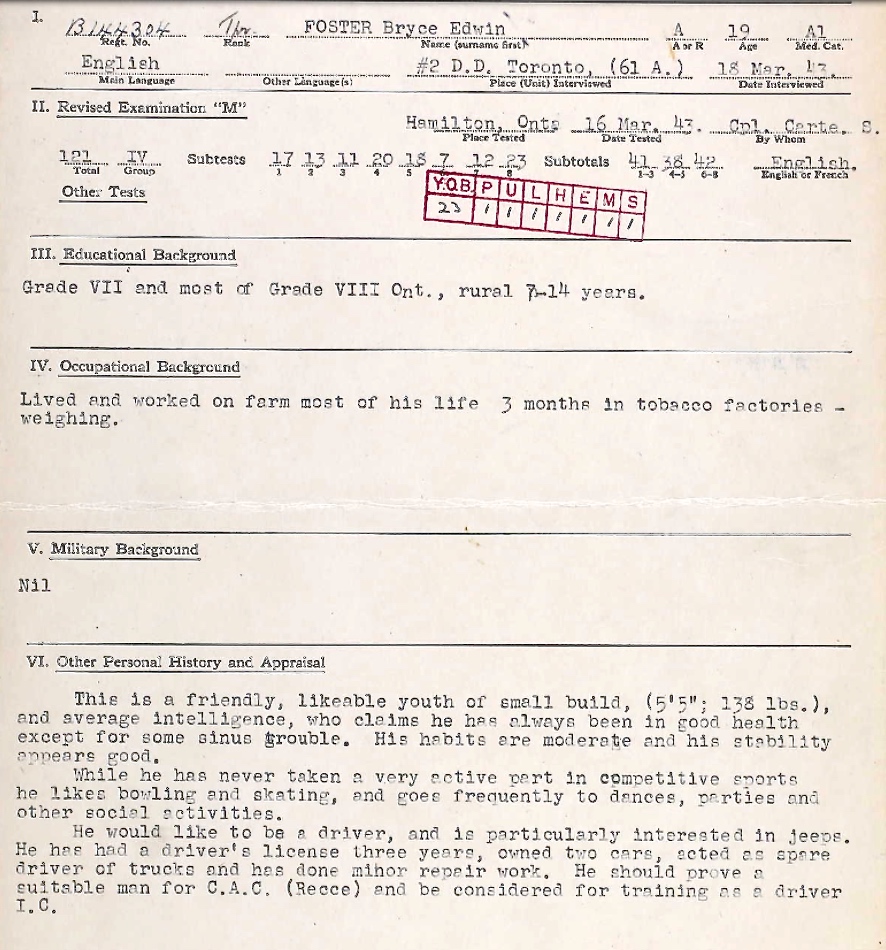 I.
B144304 Tpr. FOSTER Bryce Edwin A 19 A1
Regt. No. Rank Name (surname first) A or R Age Med. Cat.
English #2 D.D. Toronto, (61 A.) 18 Mar. 43.
Main Language Other Language(s) Place (Unit) Interviewed Date Interviewed
II. Revised Examination "M"
Hamilton, Onts 16 Mar. 43. Cpl. Carte, S.
Place Tested Date Tested By Whom
121 IV Subtests 17 13 11 20 18 7 12 23 Subtotals 41 38 42 English.
Total Group 1 2 3 4 5 8 1-3 4-5 6-8 English or French
Other Tests
Y.O.B. P U L H E M S
23 1 1 1 1 1 1 1
III. Educational Background
Grade VII and most of Grade VIII Ont., rural 7-14 years.
IV. Occupational Background
Lived and worked on farm most of his life 3 months in tobacco factories -
weighing.
V. Military Background
Nil
VI. Other Personal History and Appraisal
This is a friendly, likeable youth of small build, (5'5"; 138 lbs.),
and average intelligence, who claims he has always been in good health
except for some sinus trouble. His habits are moderate and his stability
appears good.
While he has never taken a very active part in competitive sports
he likes bowling and skating, and goes frequently to dances, parties and
other social activities.
He would like to be a driver, and is particularly interested in jeeps.
He has had a driver's license three years, owned two cars, acted as spare
driver of trucks and has done minor repair work. He should prove a
suitable man for C.A.C. (Recce) and be considered for training as a driver
I.C.